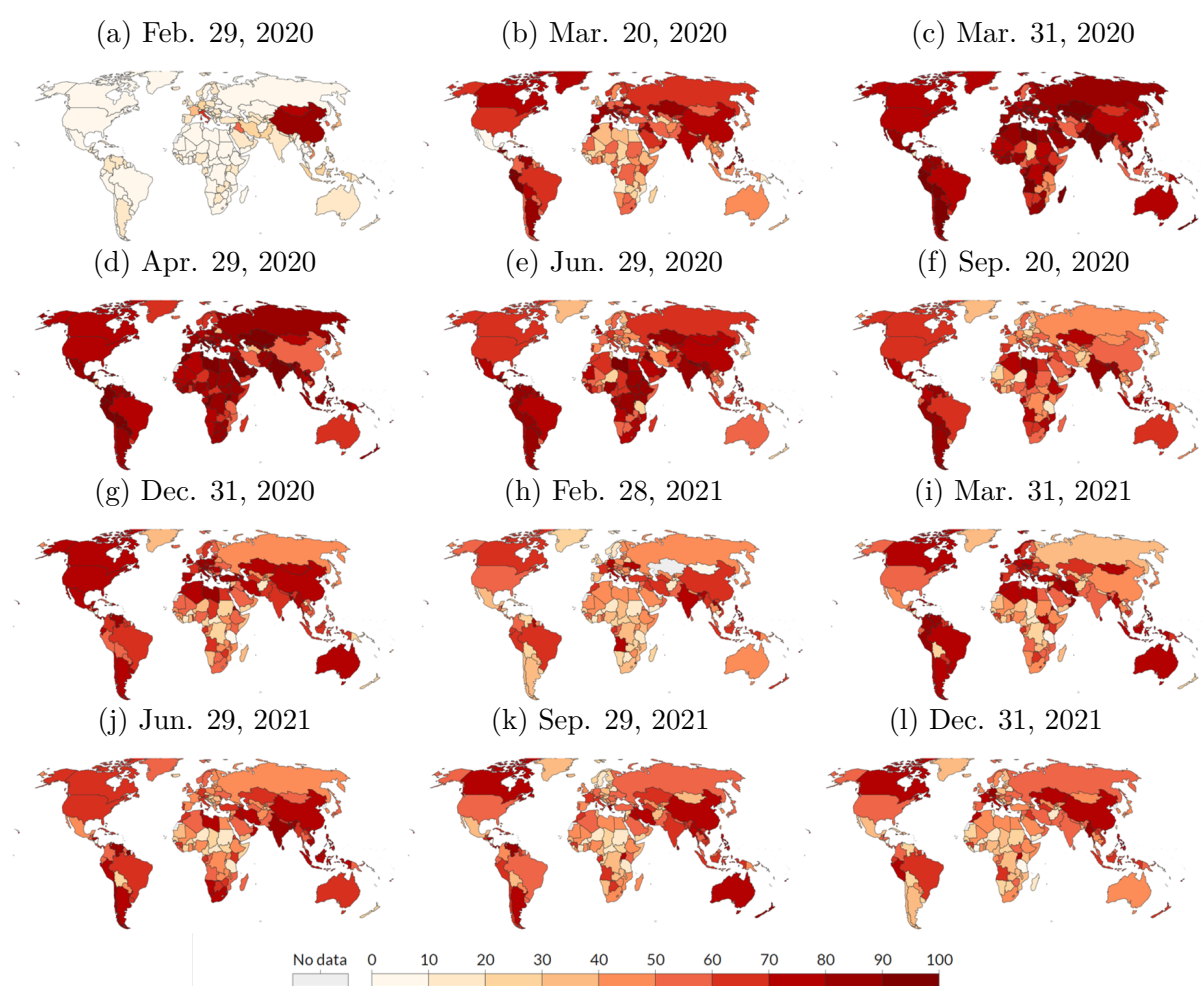 (a) Feb. 29, 2020
(b) Mar. 20, 2020
(c) Mar. 31, 2020
(d) Apr. 29, 2020
(e) Jun. 29, 2020
(f) Sep. 20, 2020
(g) Dec. 31, 2020
(h) Feb. 28, 2021
(i) Mar. 31, 2021
(j) Jun. 29, 2021
(k) Sep. 29, 2021
(l) Dec. 31, 2021
No data 0 10 20 30 40 50 60 70 80 90 100